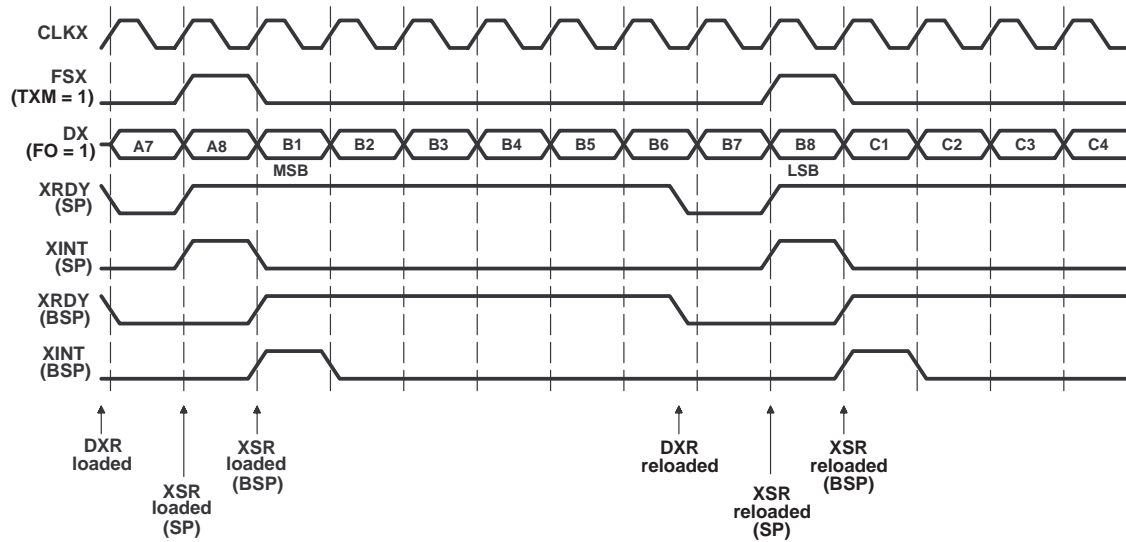 CLKX
FSX
(TXM = 1)
DX
(FO = 1)
A7 A8 B1 B2 B3 B4 B5 B6 B7 B8 C1 C2 C3 C4
MSB
LSB
XRDY
(SP)
XINT
(SP)
XRDY
(BSP)
XINT
(BSP)
DXR
loaded
XSR
loaded
(SP)
XSR
loaded
(BSP)
DXR
reloaded
XSR
reloaded
(SP)
XSR
reloaded
(BSP)